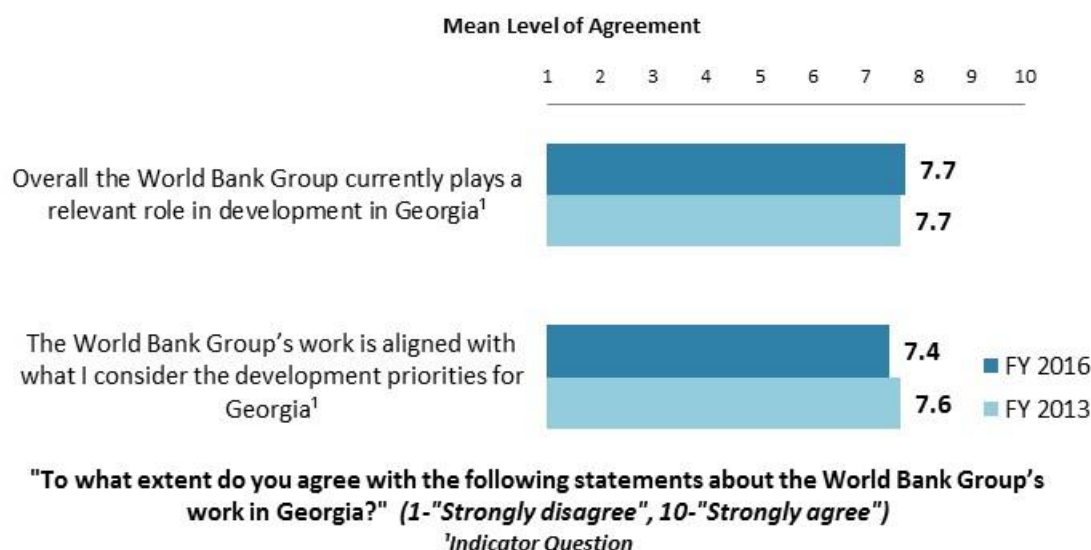 Mean Level of Agreement
1 2 3 4 5 6 7 8 9 10
Overall the World Bank Group currently plays a
relevant role in development in Georgia¹
7.7
7.7
The World Bank Group’s work is aligned with
what I consider the development priorities for
Georgia¹
7.4
7.6
FY 2016
FY 2013
"To what extent do you agree with the following statements about the World Bank Group’s
work in Georgia?" (1-"Strongly disagree", 10-"Strongly agree")
¹Indicator Question